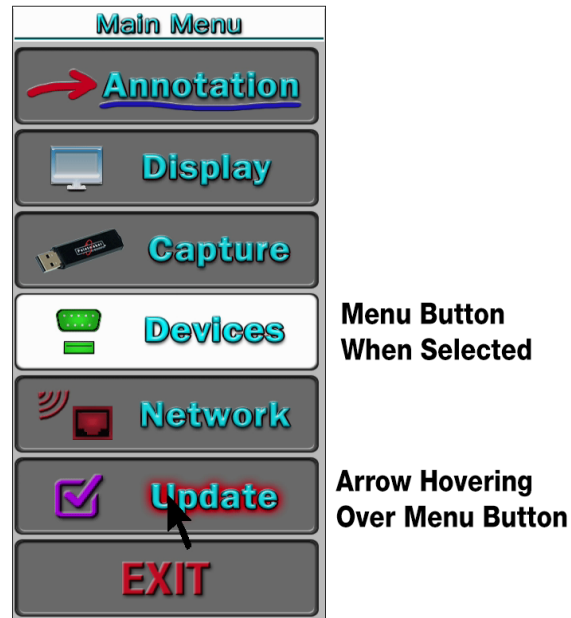 Main Menu
Annotation
Display
Capture
Devices
Menu Button
When Selected
Network
Update
Arrow Hovering
Over Menu Button
EXIT